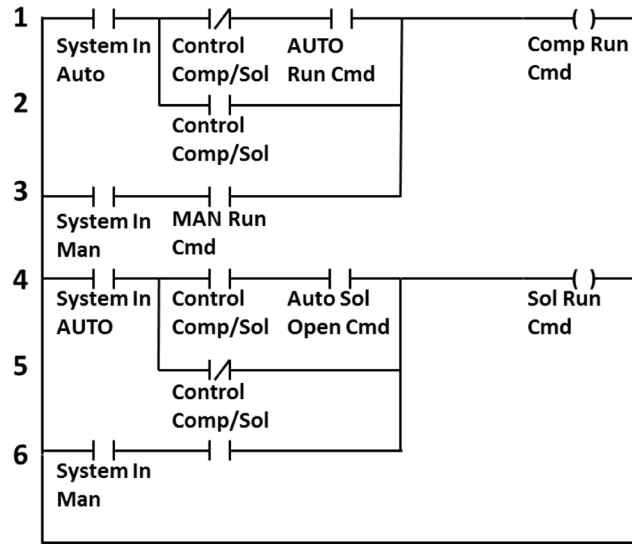 1
System In
Auto
Control
Comp/Sol
AUTO
Run Cmd
Comp Run
Cmd
2
Control
Comp/Sol
3
System In
Man
MAN Run
Cmd
4
System In
AUTO
Control
Comp/Sol
Auto Sol
Open Cmd
Sol Run
Cmd
5
Control
Comp/Sol
6
System In
Man